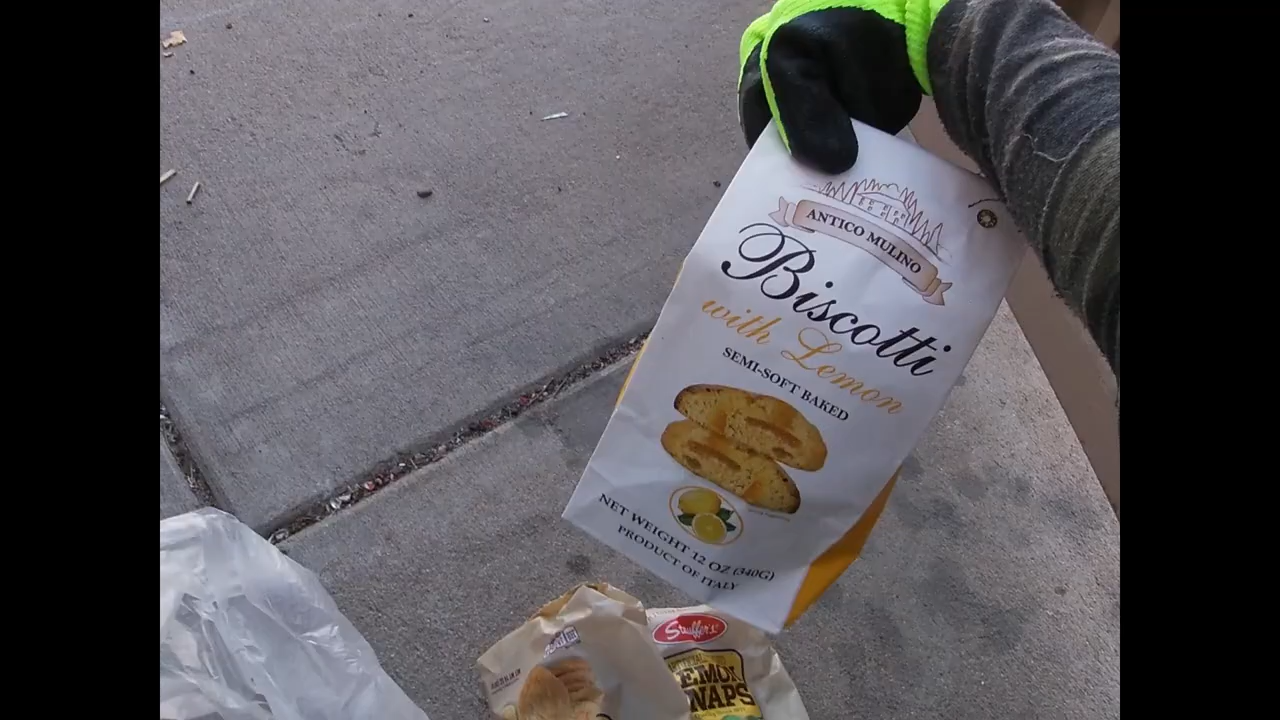 ANTICO MULINO
Biscotti
with Lemon
SEMI-SOFT BAKED
NET WEIGHT 12 OZ (340G)
PRODUCT OF ITALY
Stauffer's
LEMON
SNAPS